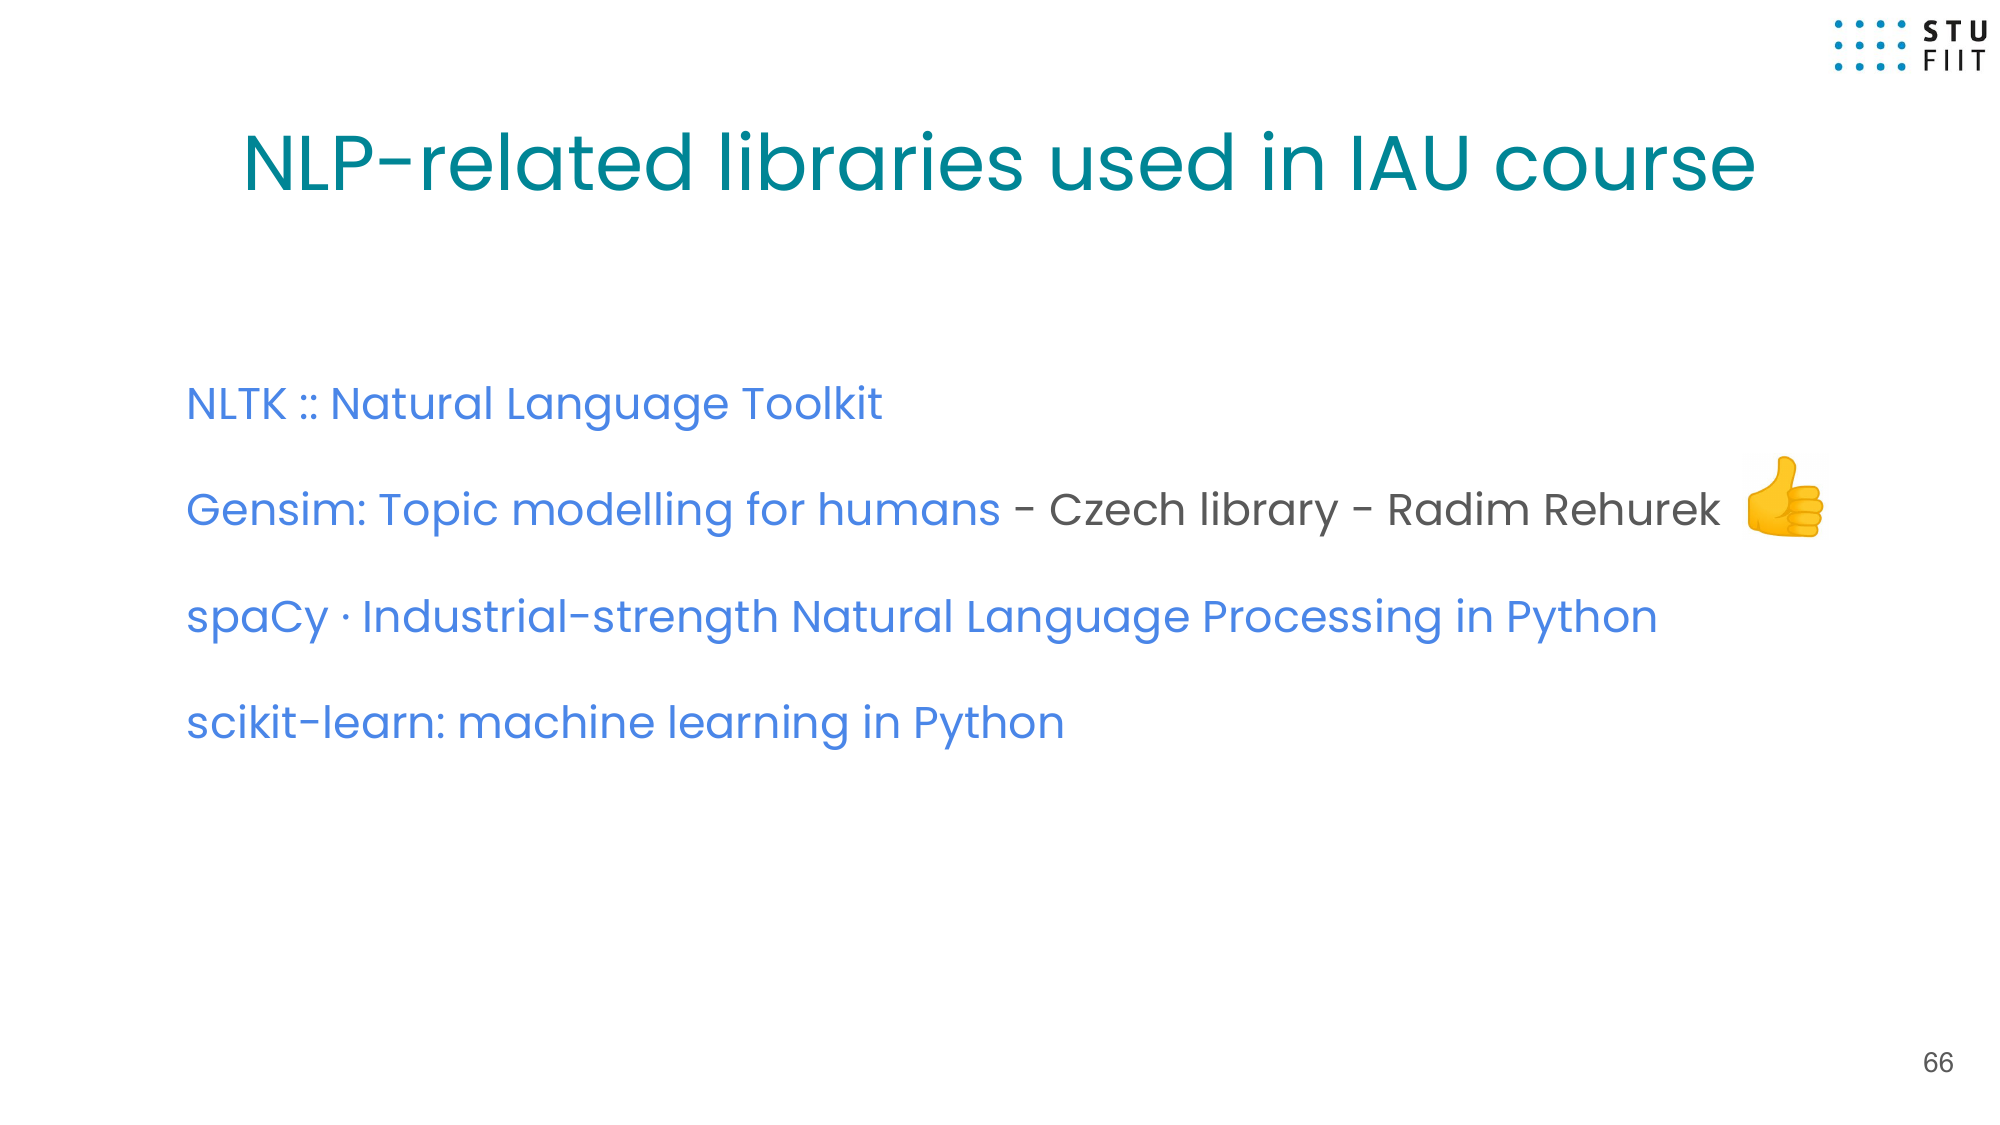 STU
FIIT
NLP-related libraries used in IAU course
NLTK :: Natural Language Toolkit
Gensim: Topic modelling for humans - Czech library - Radim Rehurek
spaCy · Industrial-strength Natural Language Processing in Python
scikit-learn: machine learning in Python
66